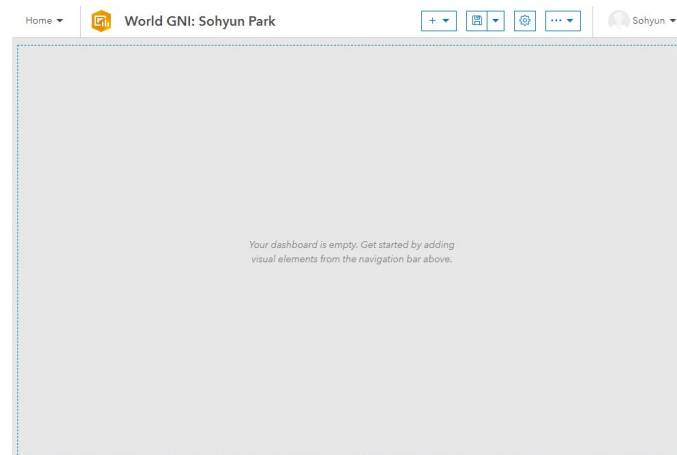 Home
World GNI: Sohyun Park
Sohyun
Your dashboard is empty. Get started by adding
visual elements from the navigation bar above.